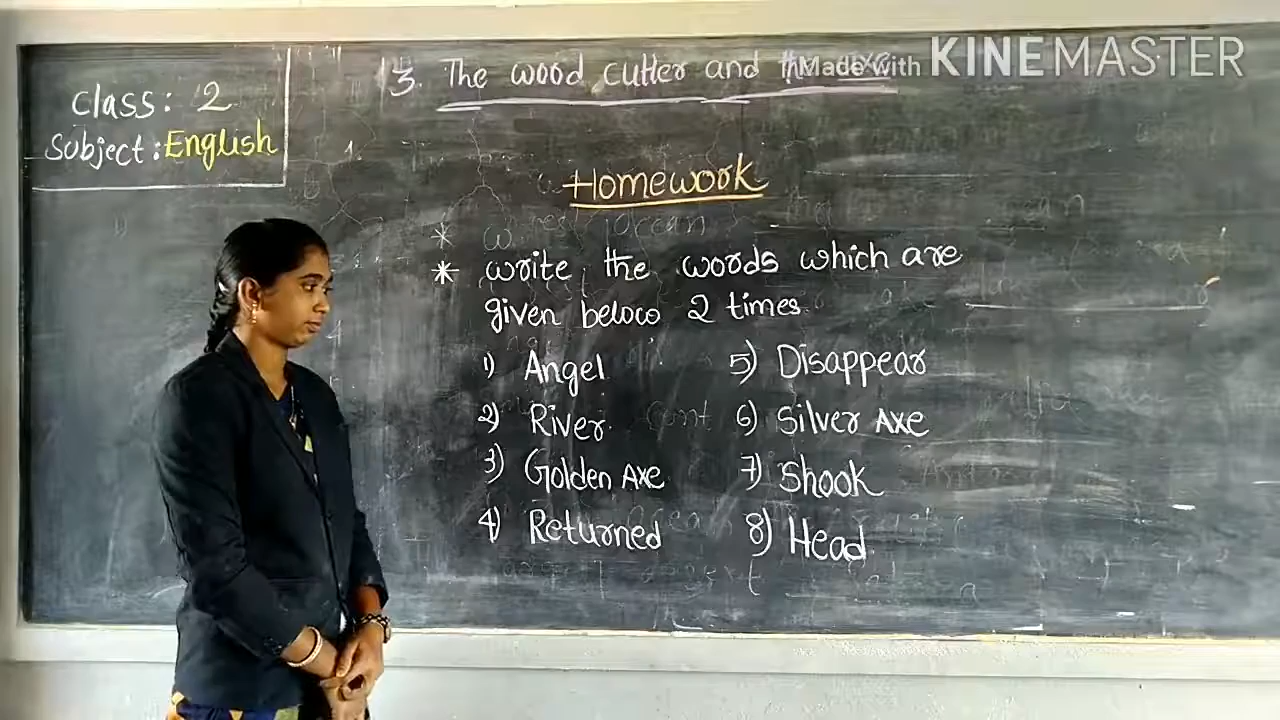 Class: 2
Subject: English
13. The wood cutter and the
Made with KINEMASTER
Homework
* write the words which are
given below 2 times.
1) Angel
2) River
3) Golden Axe
4) Returned
5) Disappear
6) Silver Axe
7) Shook
8) Head